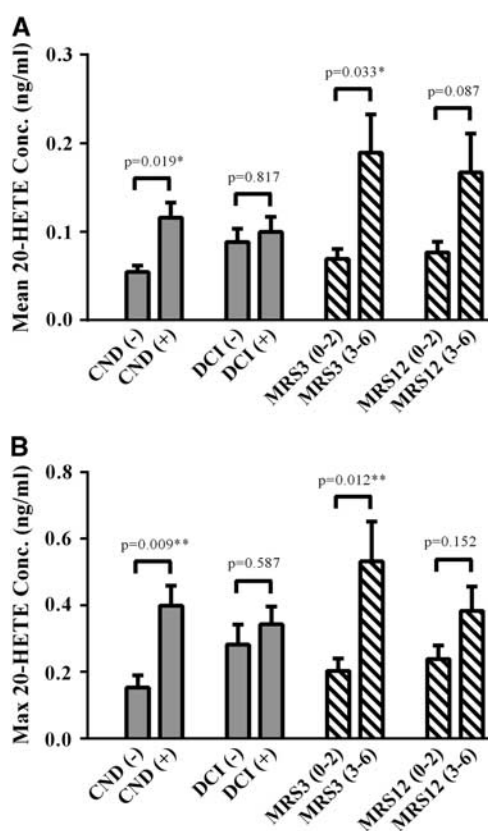 A
Mean 20-HETE Conc. (ng/ml)
0.3
0.2
0.1
0.0
p=0.019*
p=0.817
p=0.033*
p=0.087
CND (-)
CND (+)
DCI (-)
DCI (+)
MRS3 (0-2)
MRS3 (3-6)
MRS12 (0-2)
MRS12 (3-6)
B
Max 20-HETE Conc. (ng/ml)
0.8
0.6
0.4
0.2
0.0
p=0.009**
p=0.587
p=0.012**
p=0.152
CND (-)
CND (+)
DCI (-)
DCI (+)
MRS3 (0-2)
MRS3 (3-6)
MRS12 (0-2)
MRS12 (3-6)